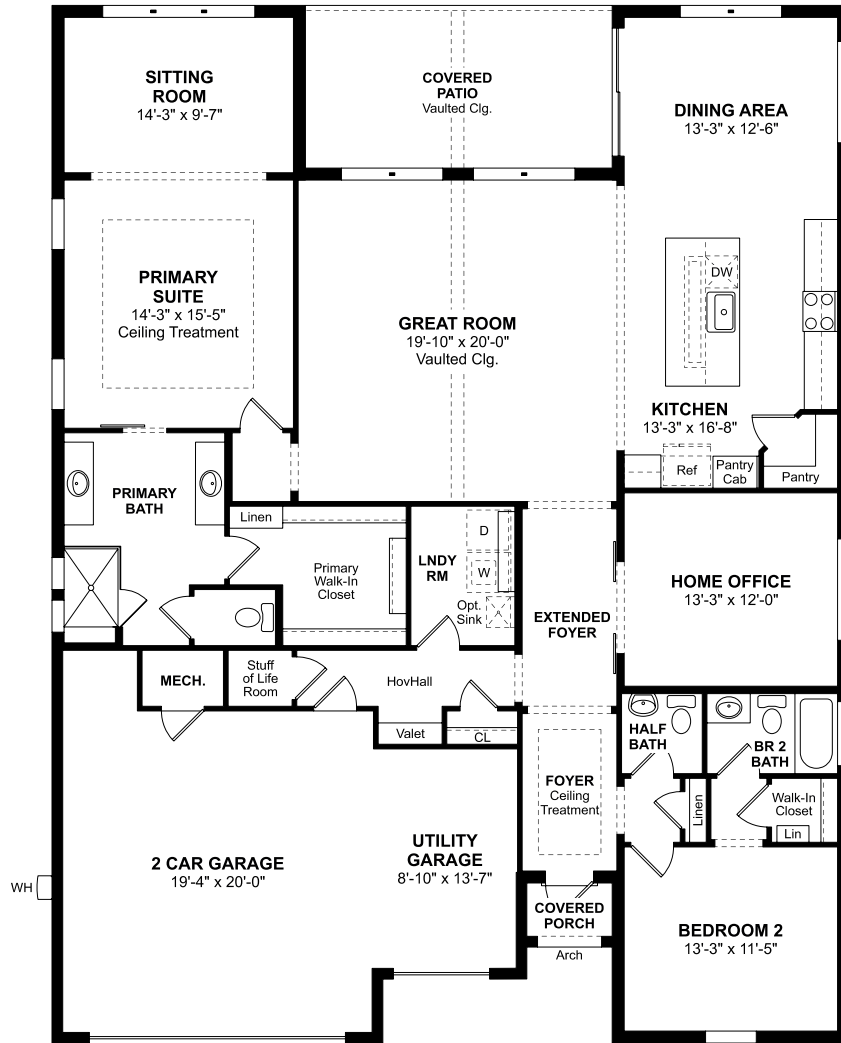 SITTING
ROOM
14'-3" x 9'-7"
COVERED
PATIO
Vaulted Clg.
DINING AREA
13'-3" x 12'-6"
PRIMARY
SUITE
14'-3" x 15'-5"
Ceiling Treatment
GREAT ROOM
19'-10" x 20'-0"
Vaulted Clg.
DW
KITCHEN
13'-3" x 16'-8"
Ref
Pantry
Cab
Pantry
PRIMARY
BATH
Linen
Primary
Walk-In
Closet
LNDY
RM
D
W
Opt.
Sink
EXTENDED
FOYER
HOME OFFICE
13'-3" x 12'-0"
MECH.
Stuff
of Life
Room
HovHall
Valet
CL
HALF
BATH
BR 2
BATH
FOYER
Ceiling
Treatment
Linen
Walk-In
Closet
Lin
2 CAR GARAGE
19'-4" x 20'-0"
UTILITY
GARAGE
8'-10" x 13'-7"
WH
COVERED
PORCH
Arch
BEDROOM 2
13'-3" x 11'-5"